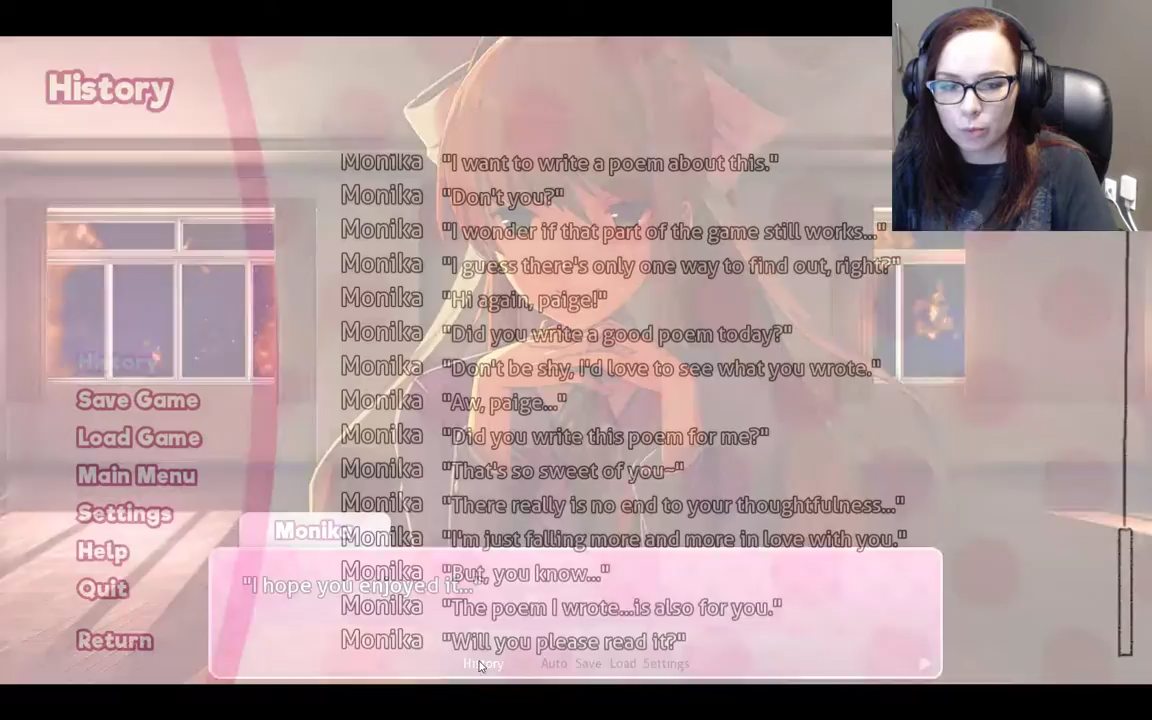 History
Monika "I want to write a poem about this."
Monika "Don't you?"
Monika "I wonder if that part of the game still works..."
Monika "I guess there's only one way to find out, right?"
Monika "Hi again, paige!"
Monika "Did you write a good poem today?"
Monika "Don't be shy, I'd love to see what you wrote."
History
Save Game
Monika "Aw, paige..."
Load Game
Monika "Did you write this poem for me?"
Main Menu
Monika "That's so sweet of you~"
Settings
Monika "There really is no end to your thoughtfulness..."
Monika
Monika "I'm just falling more and more in love with you."
Help
Monika "But, you know..."
"I hope you enjoyed it..."
Quit
Monika "The poem I wrote...is also for you."
Return
Monika "Will you please read it?"
History Auto Save Load Settings